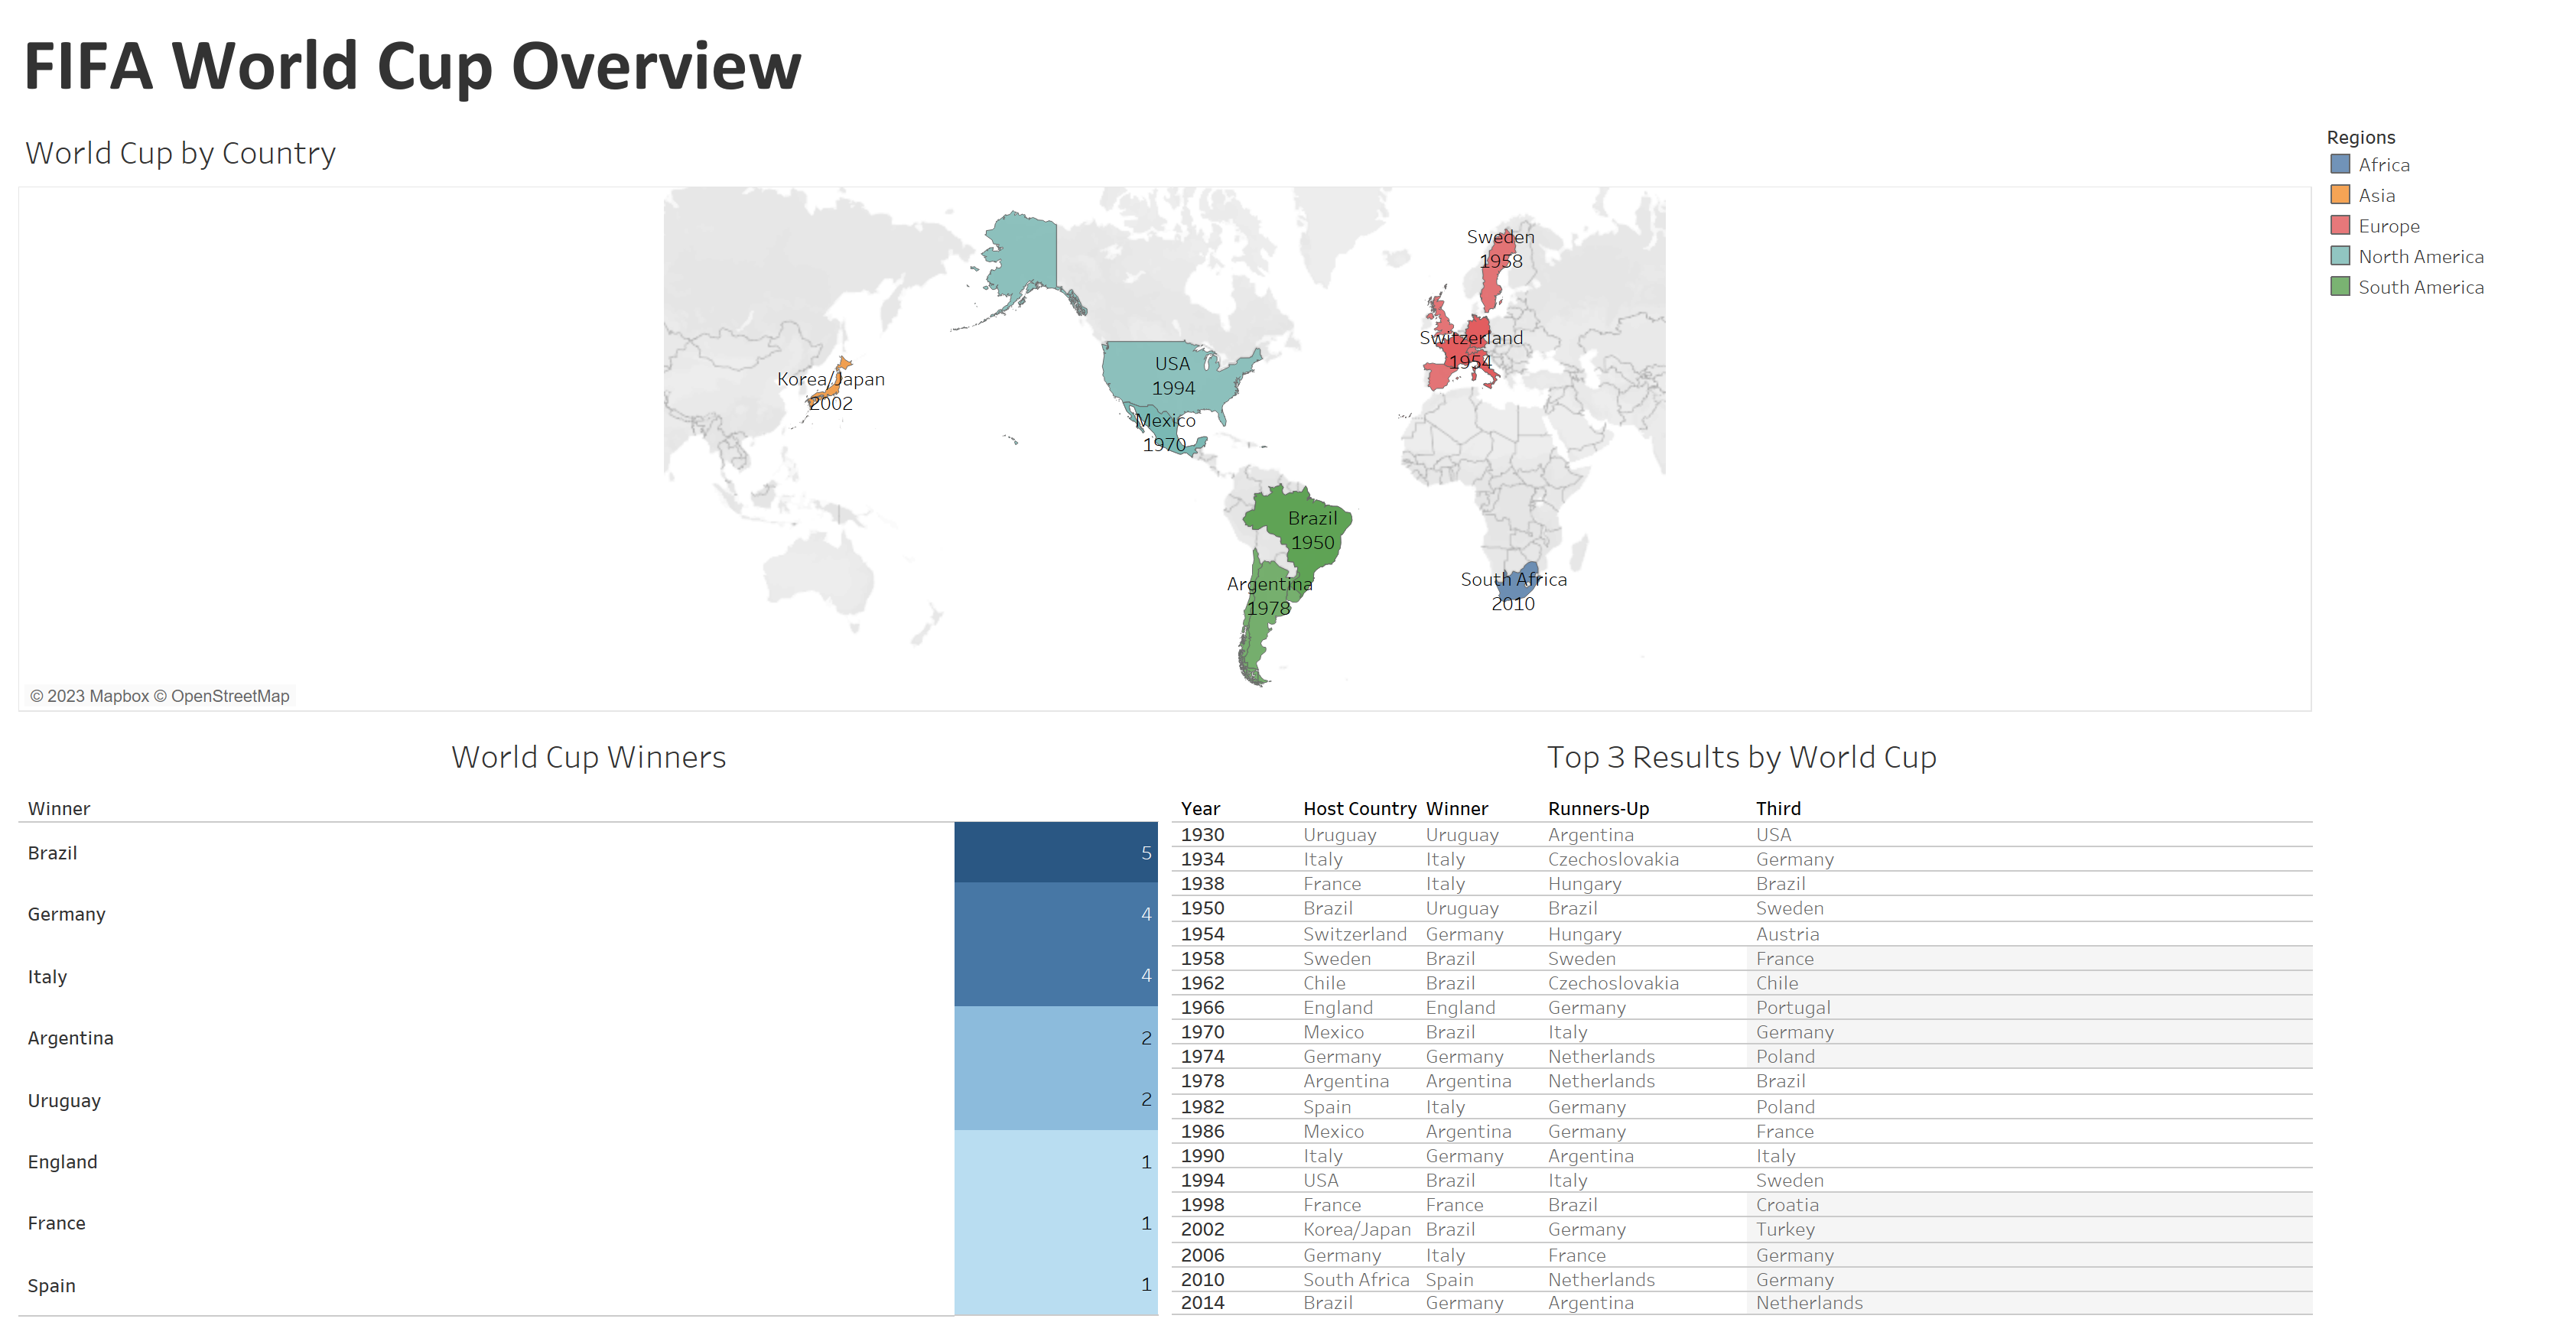 FIFA World Cup Overview
World Cup by Country
Regions
Africa
Asia
Europe
North America
South America
Sweden
1958
Switzerland
1954
USA
1994
Korea/Japan
2002
Mexico
1970
Brazil
1950
Argentina
1978
South Africa
2010
© 2023 Mapbox © OpenStreetMap
World Cup Winners
Winner
Brazil 5
Germany 4
Italy 4
Argentina 2
Uruguay 2
England 1
France 1
Spain 1
Top 3 Results by World Cup
Year Host Country Winner Runners-Up Third
1930 Uruguay Uruguay Argentina USA
1934 Italy Italy Czechoslovakia Germany
1938 France Italy Hungary Brazil
1950 Brazil Uruguay Brazil Sweden
1954 Switzerland Germany Hungary Austria
1958 Sweden Brazil Sweden France
1962 Chile Brazil Czechoslovakia Chile
1966 England England Germany Portugal
1970 Mexico Brazil Italy Germany
1974 Germany Germany Netherlands Poland
1978 Argentina Argentina Netherlands Brazil
1982 Spain Italy Germany Poland
1986 Mexico Argentina Germany France
1990 Italy Germany Argentina Italy
1994 USA Brazil Italy Sweden
1998 France France Brazil Croatia
2002 Korea/Japan Brazil Germany Turkey
2006 Germany Italy France Germany
2010 South Africa Spain Netherlands Germany
2014 Brazil Germany Argentina Netherlands